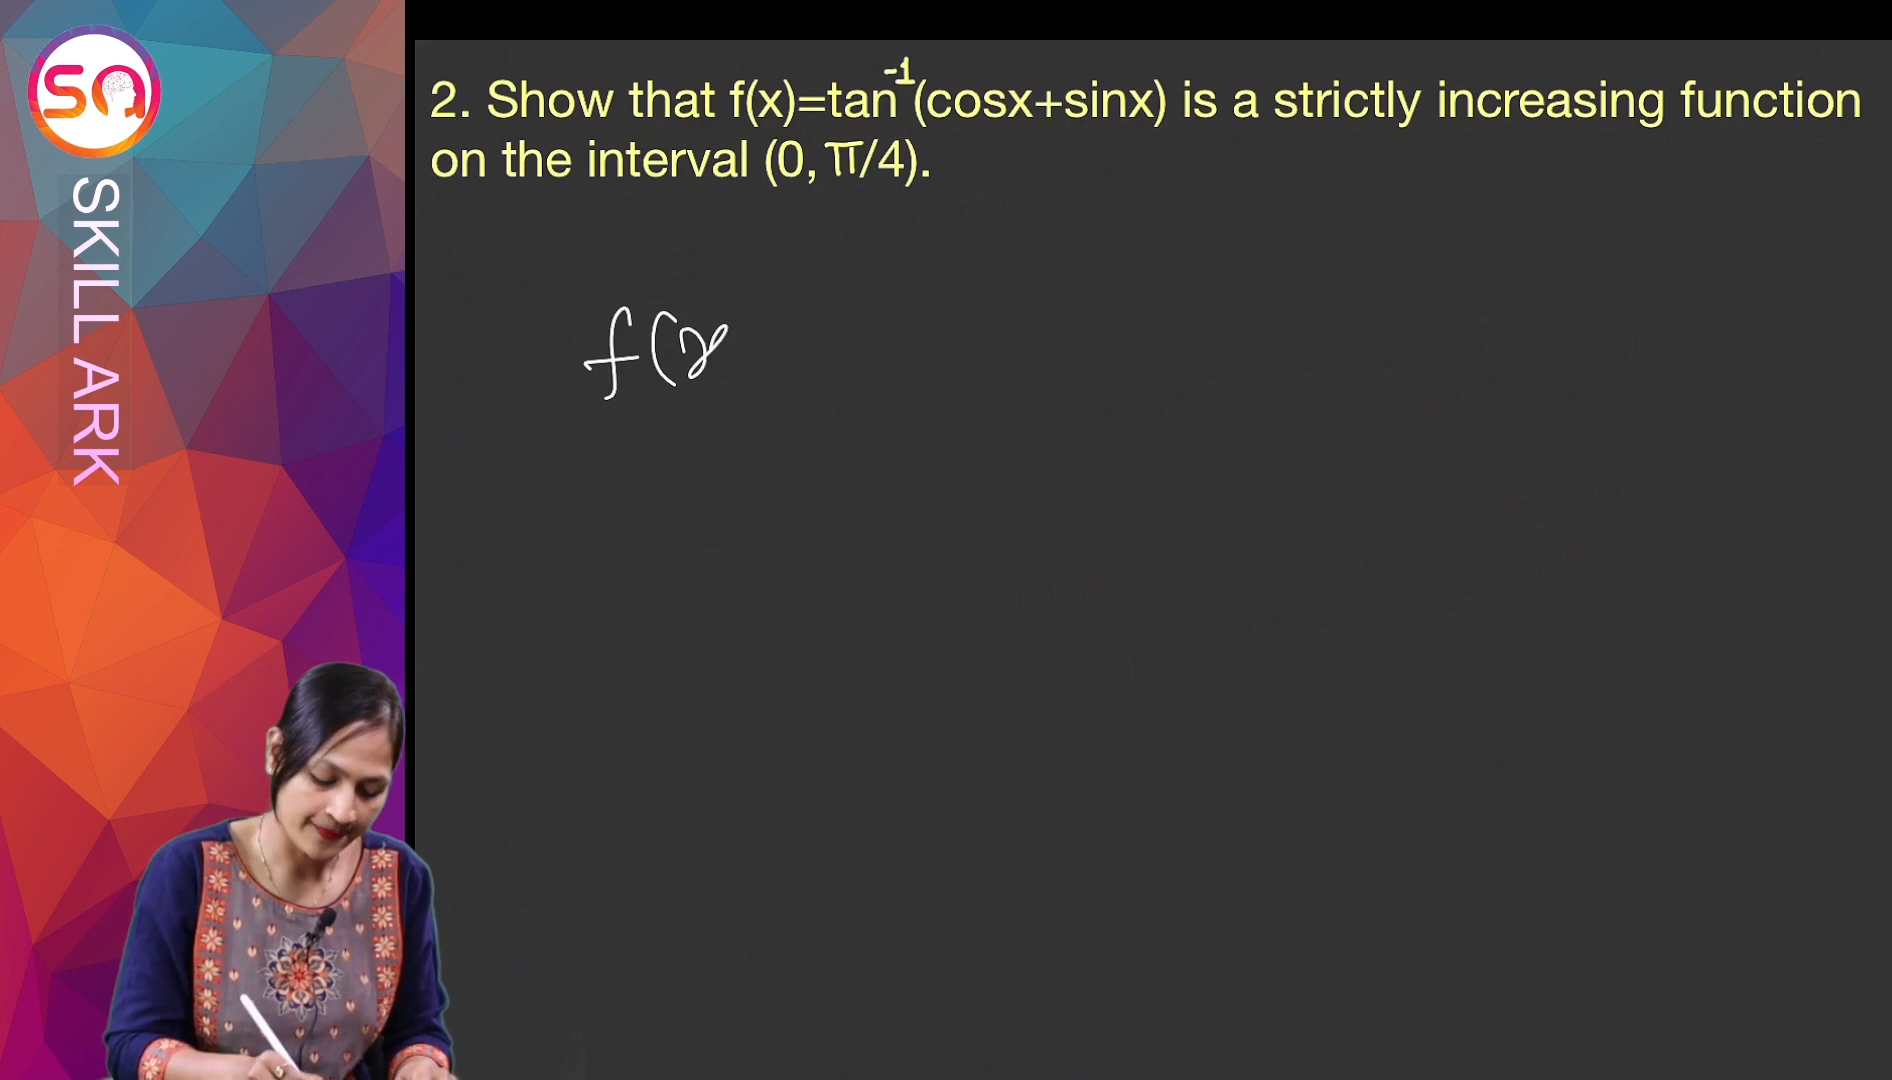 SA
SKILL ARK
2. Show that f(x)=tan⁻¹(cosx+sinx) is a strictly increasing function
on the interval (0, π/4).
f(x